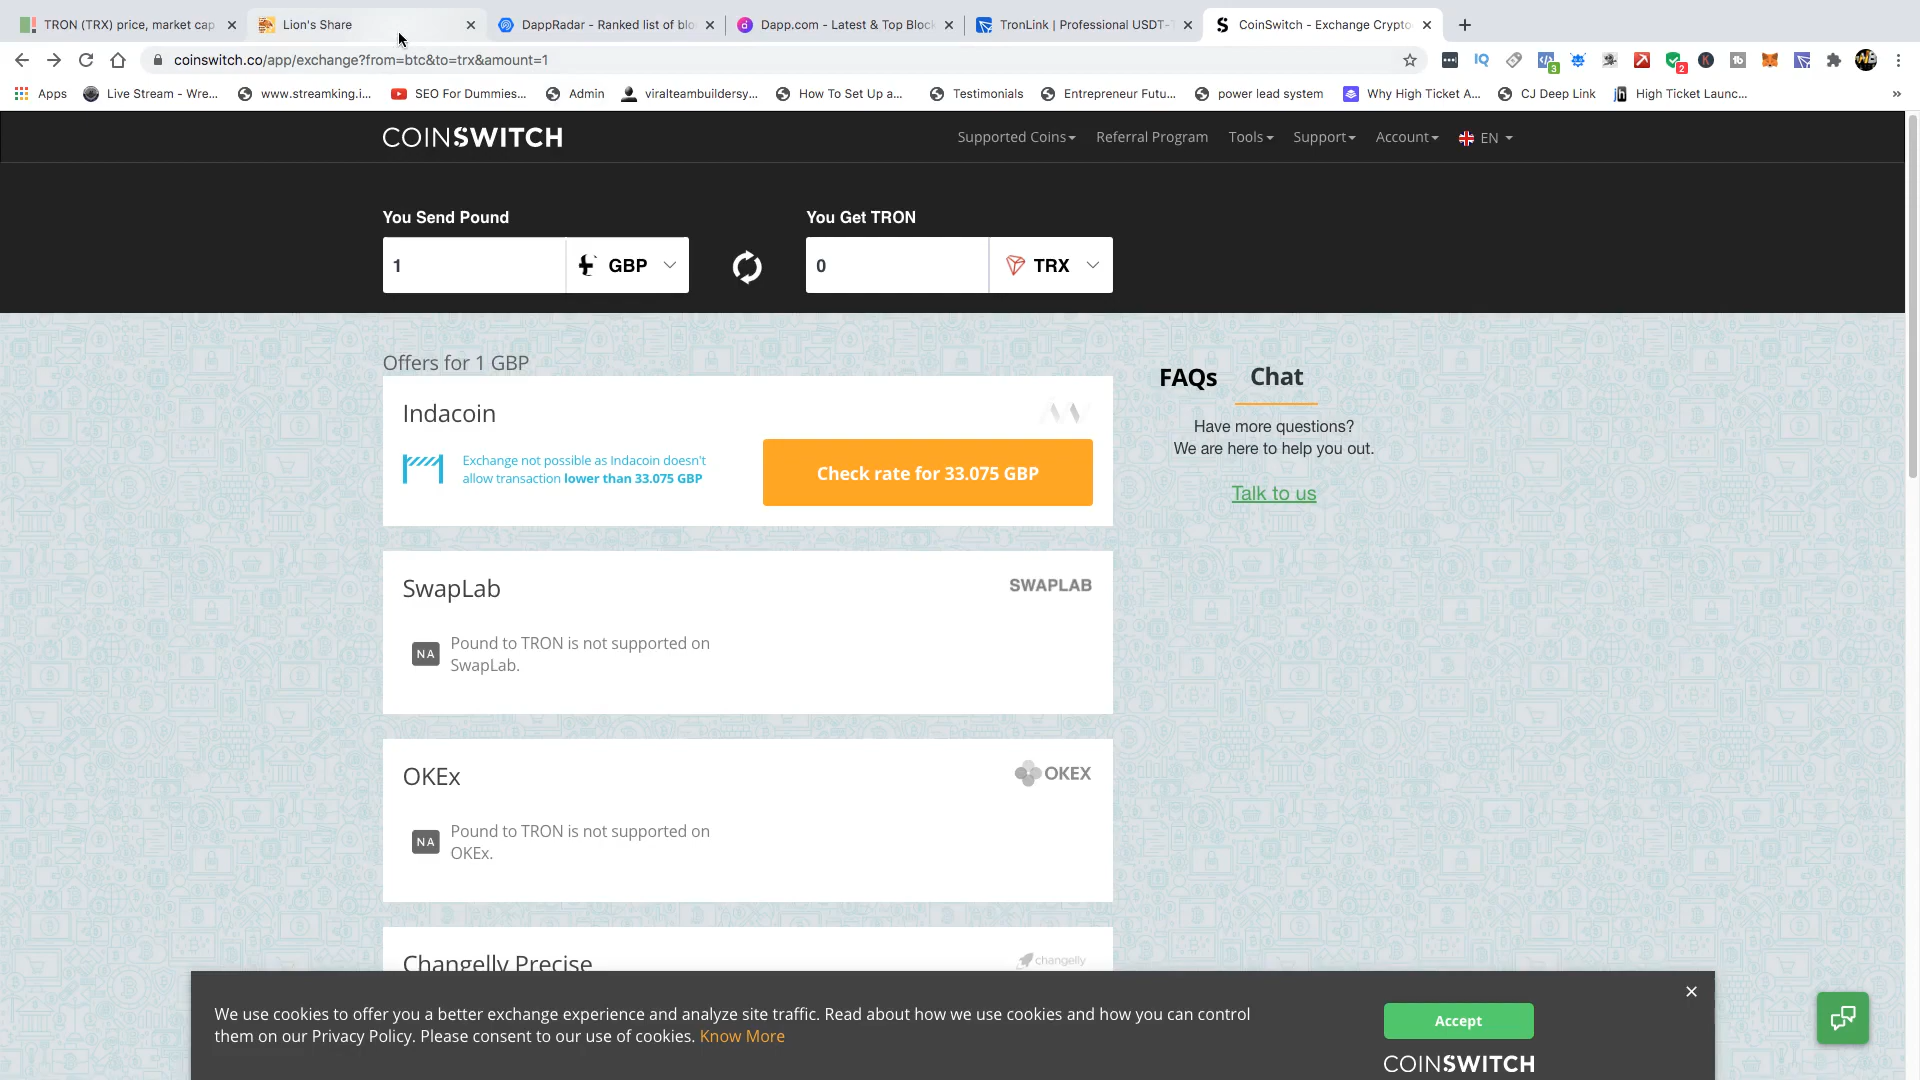 TRON (TRX) price, market cap
Lion's Share
DappRadar - Ranked list of blo
Dapp.com - Latest & Top Block
TronLink | Professional USDT-T
CoinSwitch - Exchange Crypto
coinswitch.co/app/exchange?from=btc&to=trx&amount=1
IQ
3
2
K
tb
Apps
Live Stream - Wre...
www.streamking.i...
SEO For Dummies...
Admin
viralteambuildersy...
How To Set Up a...
Testimonials
Entrepreneur Futu...
power lead system
Why High Ticket A...
CJ Deep Link
High Ticket Launc...
»
COINSWITCH
Supported Coins
Referral Program
Tools
Support
Account
EN
You Send Pound
You Get TRON
1
GBP
0
TRX
Offers for 1 GBP
Indacoin
Exchange not possible as Indacoin doesn't
allow transaction lower than 33.075 GBP
Check rate for 33.075 GBP
FAQs
Chat
Have more questions?
We are here to help you out.
Talk to us
SwapLab
SWAPLAB
NA
Pound to TRON is not supported on
SwapLab.
OKEx
OKEX
NA
Pound to TRON is not supported on
OKEx.
Changelly Precise
changelly
We use cookies to offer you a better exchange experience and analyze site traffic. Read about how we use cookies and how you can control
them on our Privacy Policy. Please consent to our use of cookies. Know More
Accept
COINSWITCH